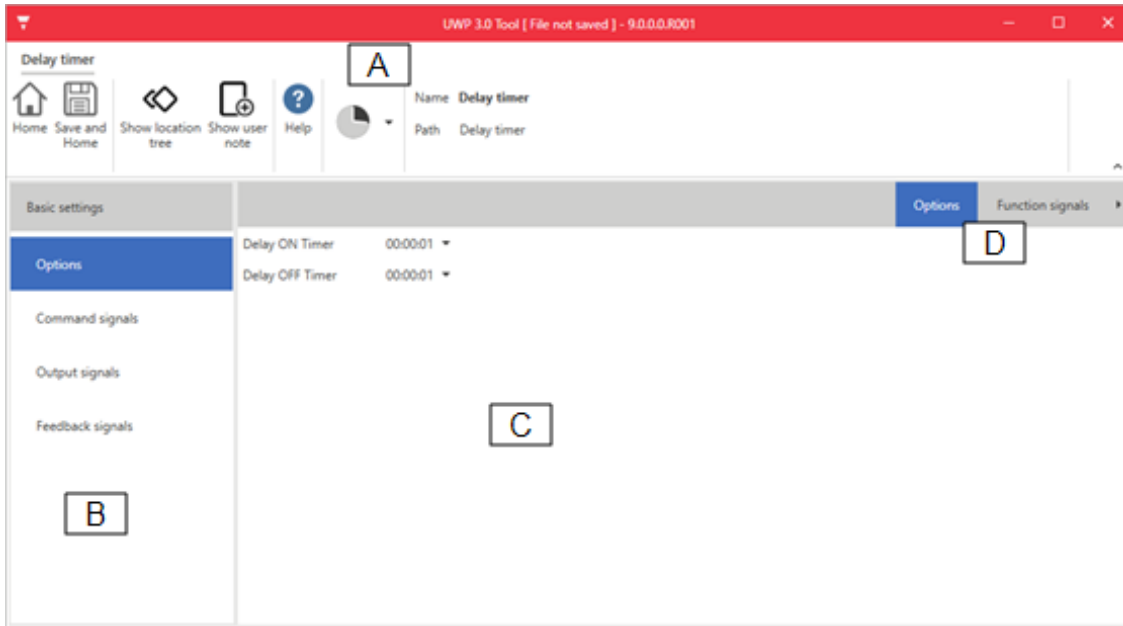 UWP 3.0 Tool [ File not saved ] - 9.0.0.0.R001
Delay timer
A
Home
Save and
Home
Show location
tree
Show user
note
Help
Name Delay timer
Path Delay timer
Basic settings
Options Function signals
D
Options
Command signals
Output signals
Feedback signals
B
Delay ON Timer 00:00:01
Delay OFF Timer 00:00:01
C